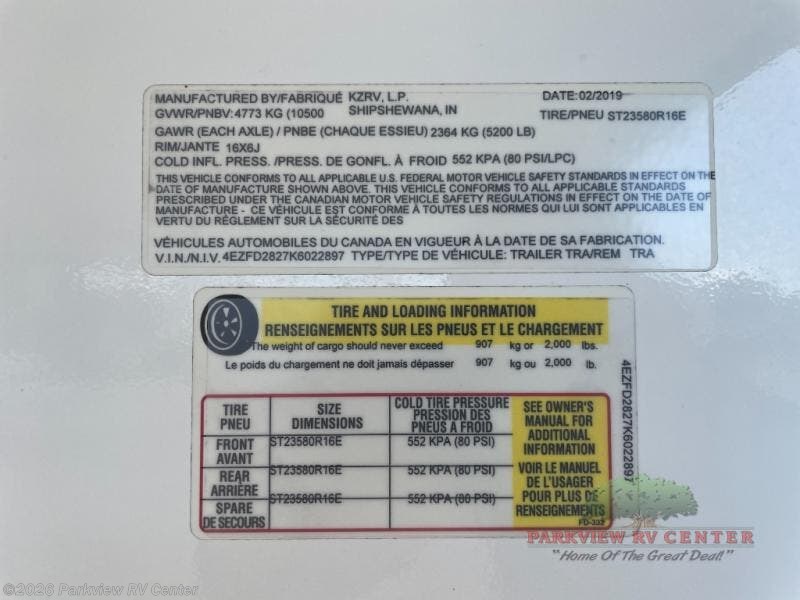 MANUFACTURED BY/FABRIQUÉ KZRV, L.P. DATE:02/2019
GVWR/PNBV:4773 KG (10500 SHIPSHEWANA, IN TIRE/PNEU ST23580R16E
GAWR (EACH AXLE) / PNBE (CHAQUE ESSIEU) 2364 KG (5200 LB)
RIM/JANTE 16X6J
COLD INFL. PRESS. /PRESS. DE GONFL. À FROID 552 KPA (80 PSI/LPC)
THIS VEHICLE CONFORMS TO ALL APPLICABLE U.S. FEDERAL MOTOR VEHICLE SAFETY STANDARDS IN EFFECT ON THE
DATE OF MANUFACTURE SHOWN ABOVE. THIS VEHICLE CONFORMS TO ALL APPLICABLE STANDARDS
PRESCRIBED UNDER THE CANADIAN MOTOR VEHICLE SAFETY REGULATIONS IN EFFECT ON THE DATE OF
MANUFACTURE - CE VÉHICULE EST CONFORME À TOUTES LES NORMES QUI LUI SONT APPLICABLES EN
VERTU DU RÈGLEMENT SUR LA SÉCURITÉ DES
VÉHICULES AUTOMOBILES DU CANADA EN VIGUEUR À LA DATE DE SA FABRICATION.
V.I.N./N.I.V. 4EZFD2827K6022897 TYPE/TYPE DE VÉHICULE: TRAILER TRA/REM TRA
TIRE AND LOADING INFORMATION
RENSEIGNEMENTS SUR LES PNEUS ET LE CHARGEMENT
The weight of cargo should never exceed 907 kg or 2,000 lbs.
Le poids du chargement ne doit jamais dépasser 907 kg ou 2,000 lb.
TIRE
PNEU
SIZE
DIMENSIONS
COLD TIRE PRESSURE
PRESSION DES
PNEUS A FROID
SEE OWNER'S
MANUAL FOR
ADDITIONAL
INFORMATION
VOIR LE MANUEL
DE L'USAGER
POUR PLUS DE
RENSEIGNEMENTS
FD-332
FRONT
AVANT
ST23580R16E 552 KPA (80 PSI)
REAR
ARRIÈRE
ST23580R16E 552 KPA (80 PSI)
SPARE
DE SECOURS
ST23580R16E 552 KPA (80 PSI)
4EZFD2827K6022897
PARKVIEW RV CENTER
"Home Of The Great Deal!"
©2026 Parkview RV Center